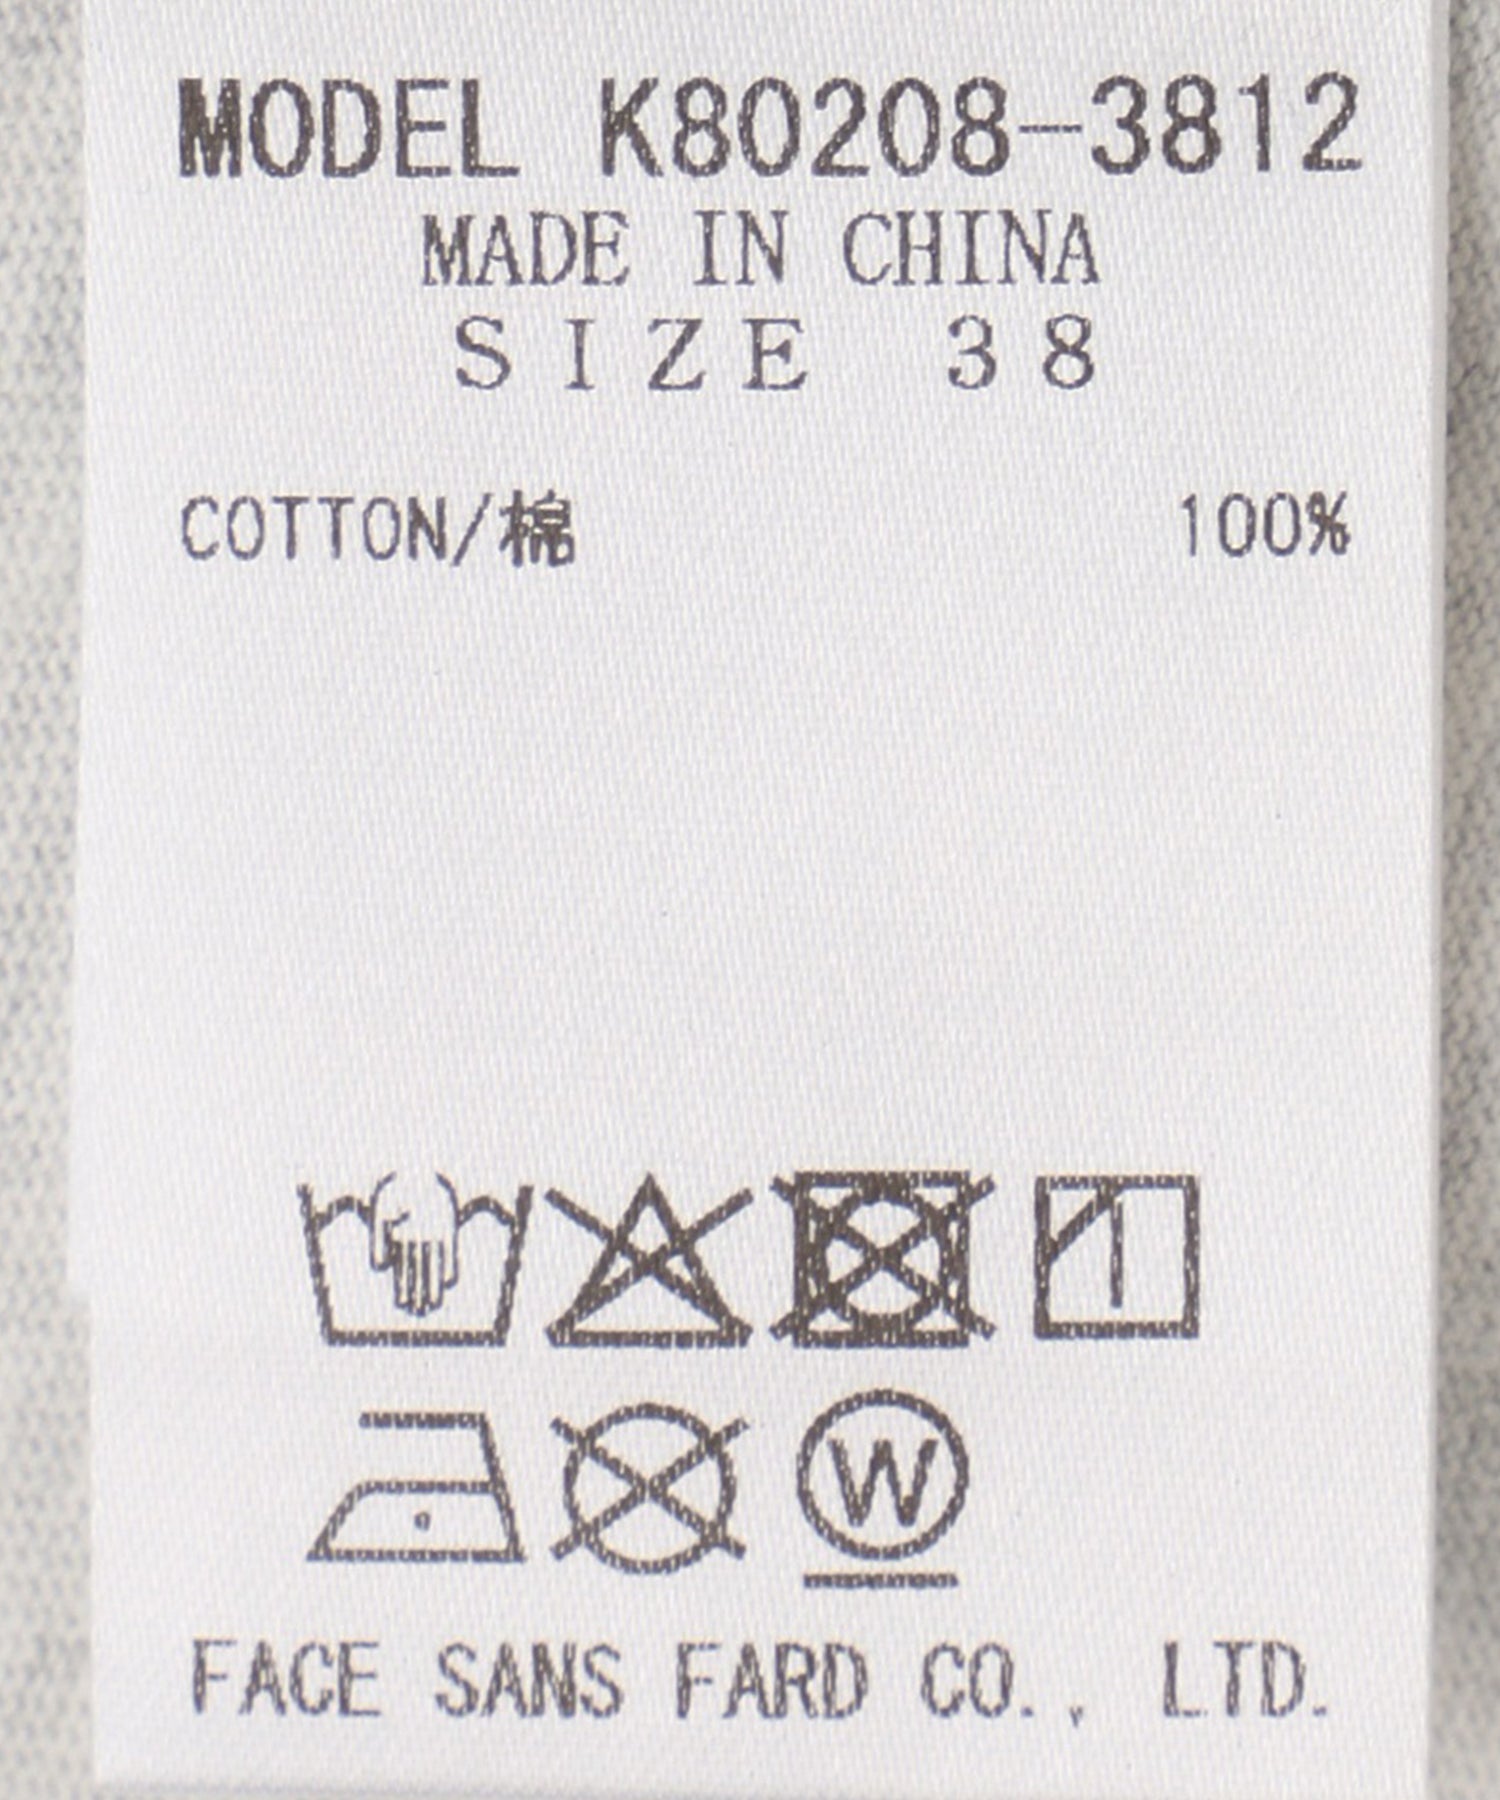 MODEL K80208-3812
MADE IN CHINA
SIZE 38
COTTON/棉 100%
W
FACE SANS FARD CO., LTD.